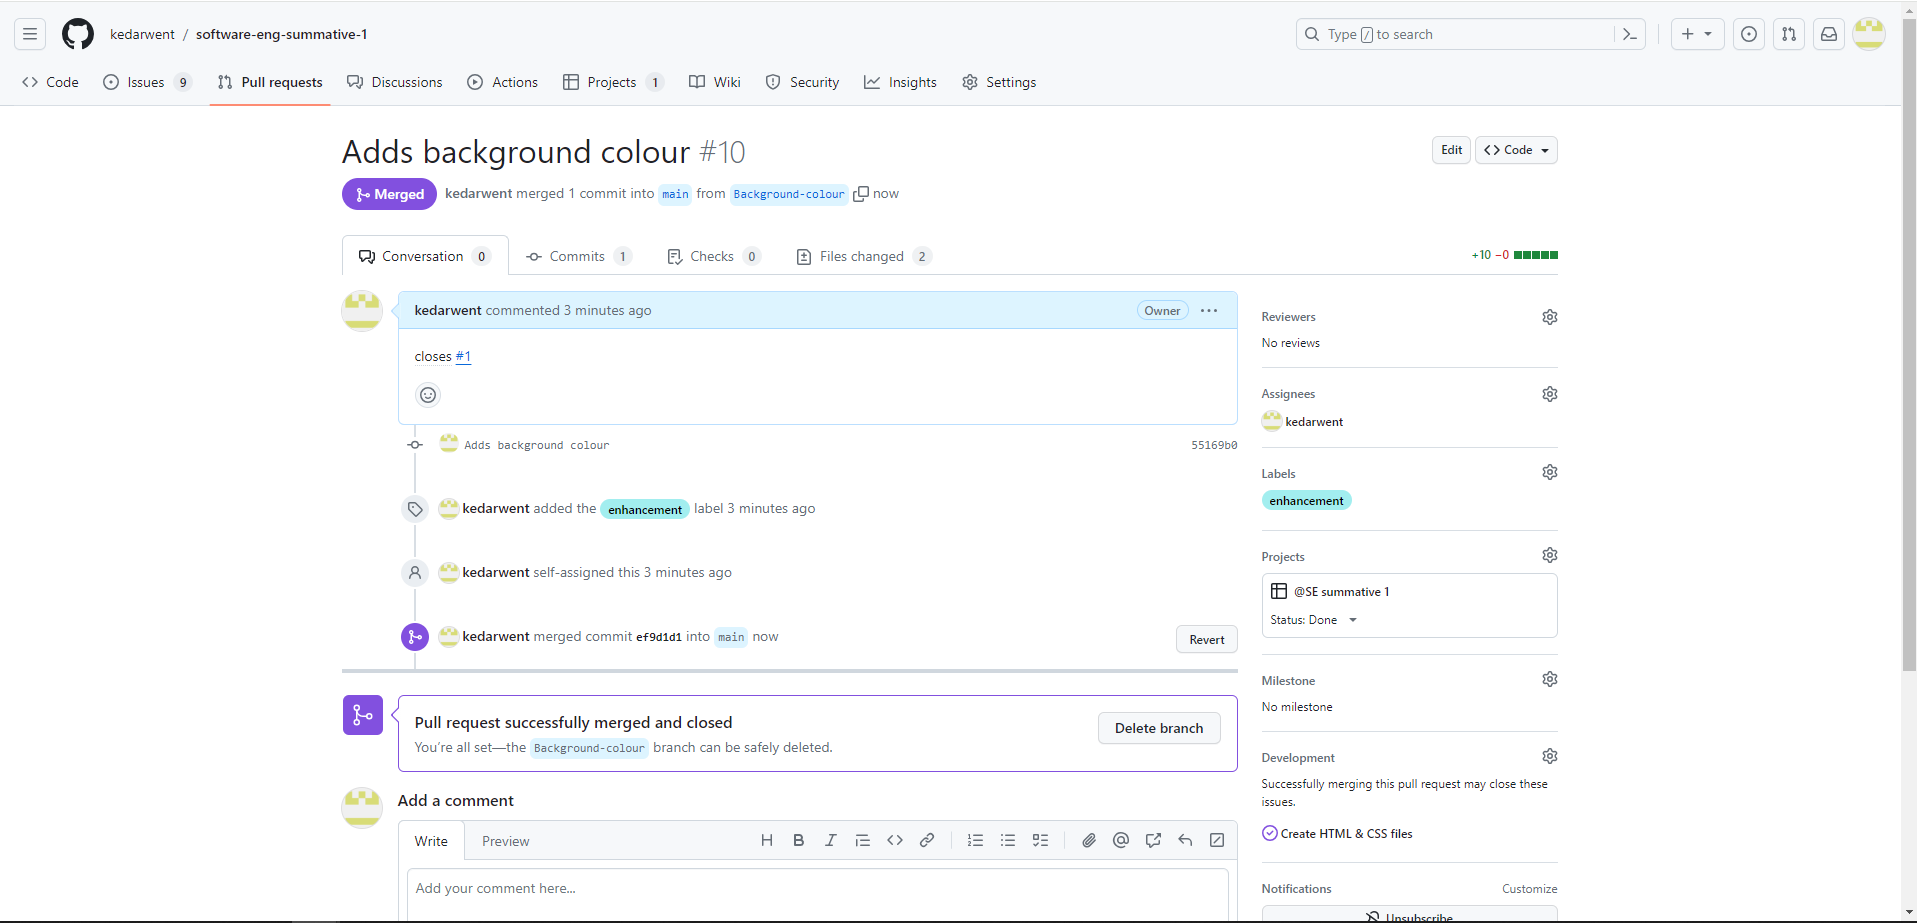 kedarwent / software-eng-summative-1
Type / to search
Code
Issues 9
Pull requests
Discussions
Actions
Projects 1
Wiki
Security
Insights
Settings
Adds background colour #10
Edit
<> Code
Merged
kedarwent merged 1 commit into main from Background-colour now
Conversation 0
Commits 1
Checks 0
Files changed 2
+10 −0
kedarwent commented 3 minutes ago
Owner
closes #1
Adds background colour
55169b0
kedarwent added the enhancement label 3 minutes ago
kedarwent self-assigned this 3 minutes ago
kedarwent merged commit ef9d1d1 into main now
Revert
Pull request successfully merged and closed
You're all set—the Background-colour branch can be safely deleted.
Delete branch
Add a comment
Write
Preview
Add your comment here...
Reviewers
No reviews
Assignees
kedarwent
Labels
enhancement
Projects
@SE summative 1
Status: Done
Milestone
No milestone
Development
Successfully merging this pull request may close these
issues.
Create HTML & CSS files
Notifications
Customize
Unsubscribe